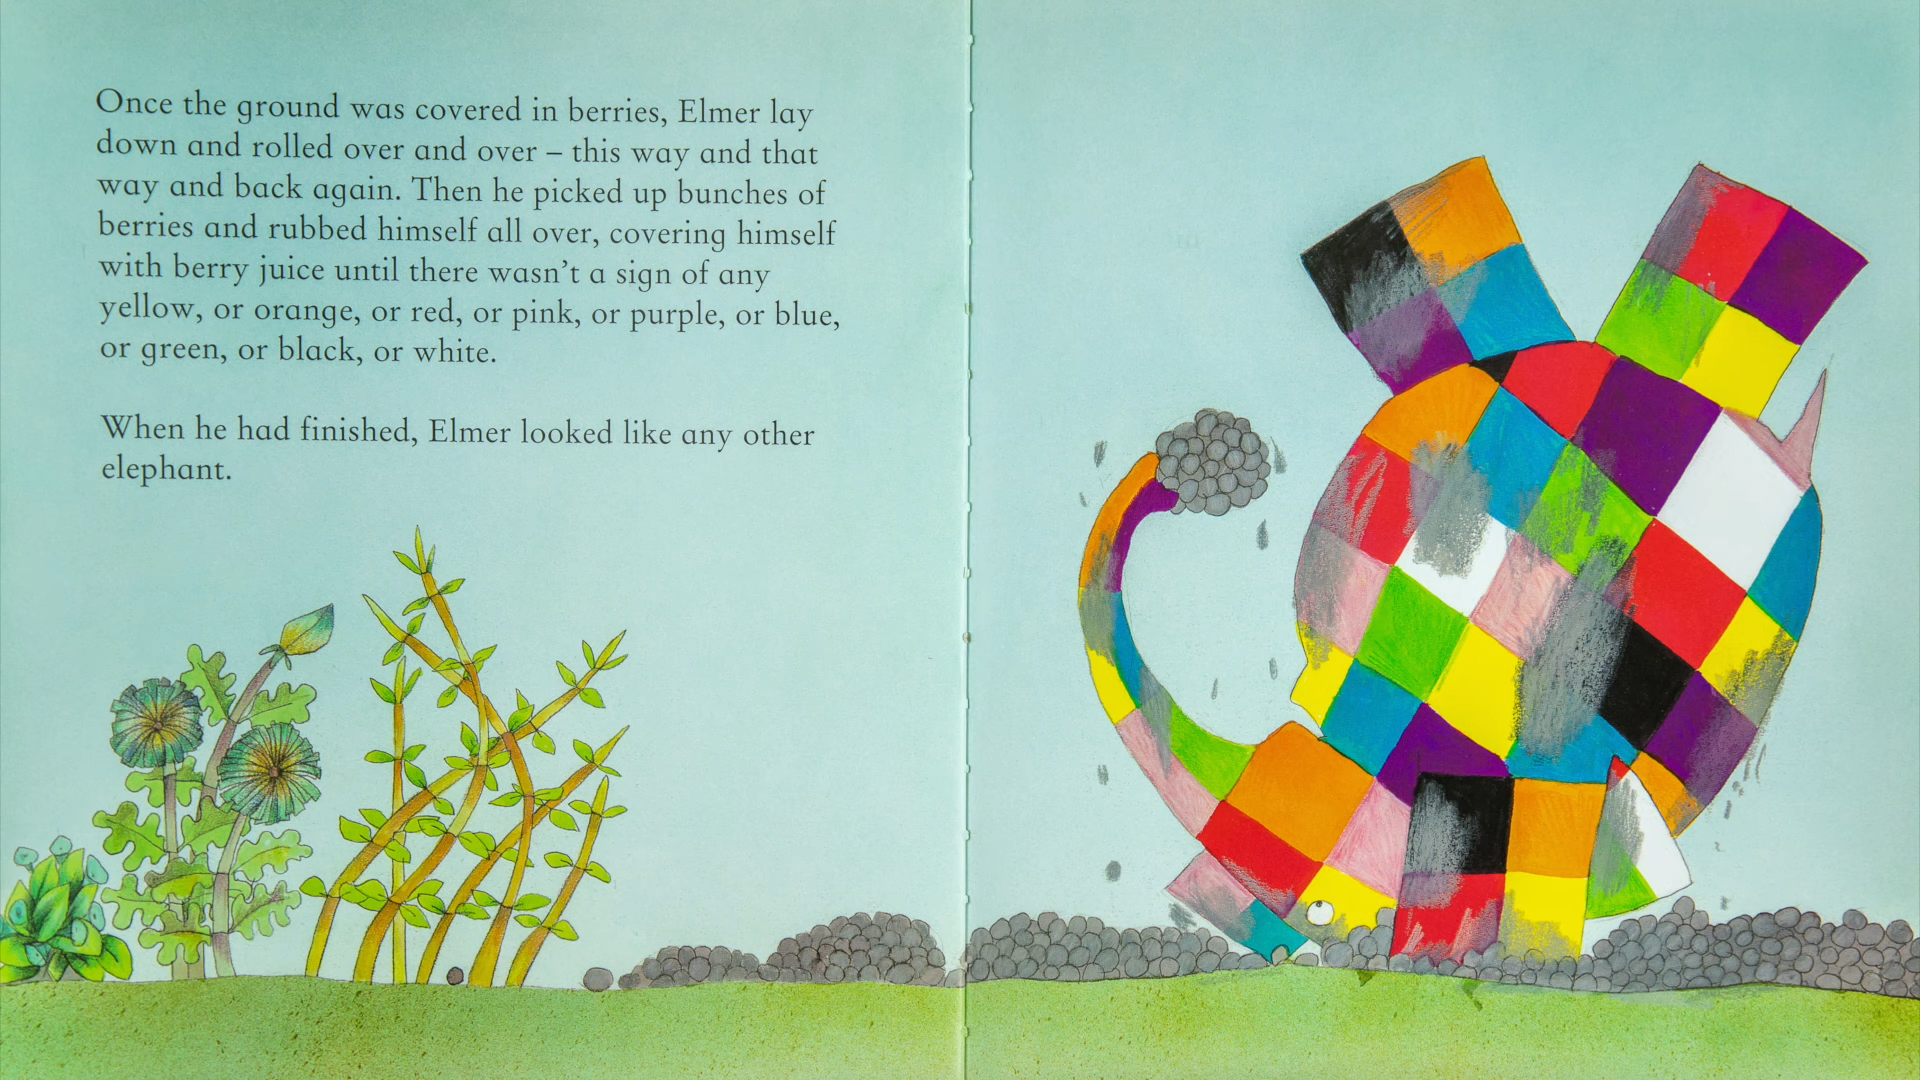 Once the ground was covered in berries, Elmer lay
down and rolled over and over – this way and that
way and back again. Then he picked up bunches of
berries and rubbed himself all over, covering himself
with berry juice until there wasn’t a sign of any
yellow, or orange, or red, or pink, or purple, or blue,
or green, or black, or white.
When he had finished, Elmer looked like any other
elephant.